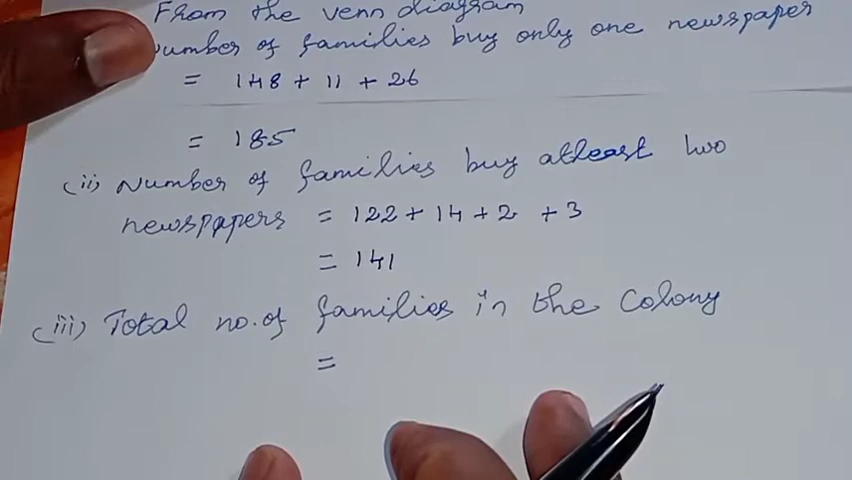 From the venn diagram
umber of families buy only one newspaper
= 148 + 11 + 26
= 185
(ii) Number of families buy atleast two
newspapers = 122 + 14 + 2 + 3
= 141
(iii) Total no. of families in the Colony
=